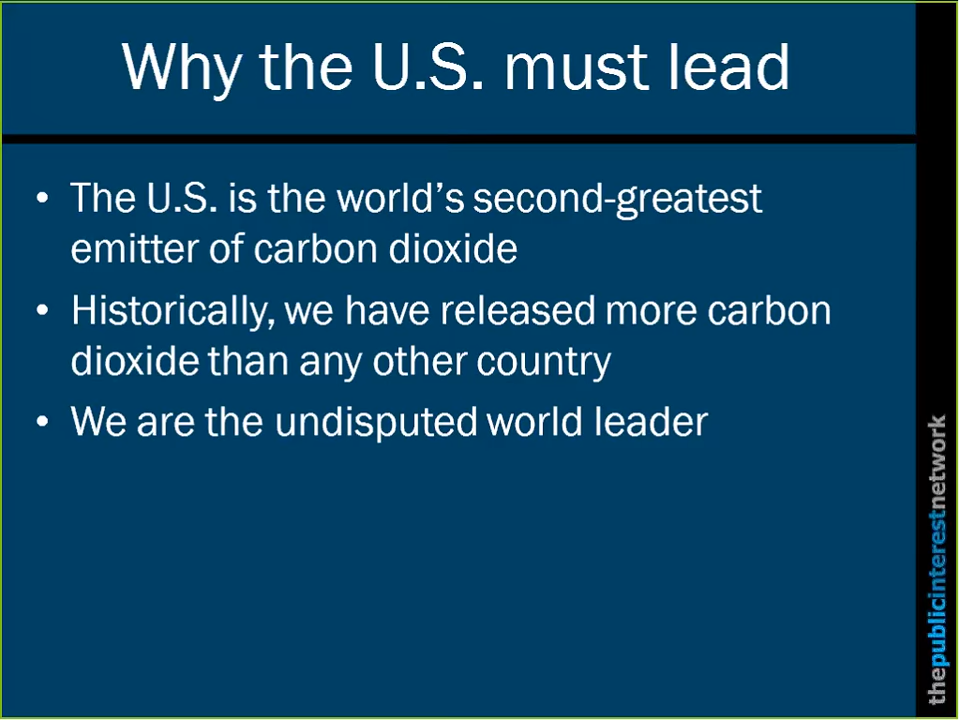 Why the U.S. must lead
• The U.S. is the world’s second-greatest
emitter of carbon dioxide
• Historically, we have released more carbon
dioxide than any other country
• We are the undisputed world leader
thepublicinterestnetwork